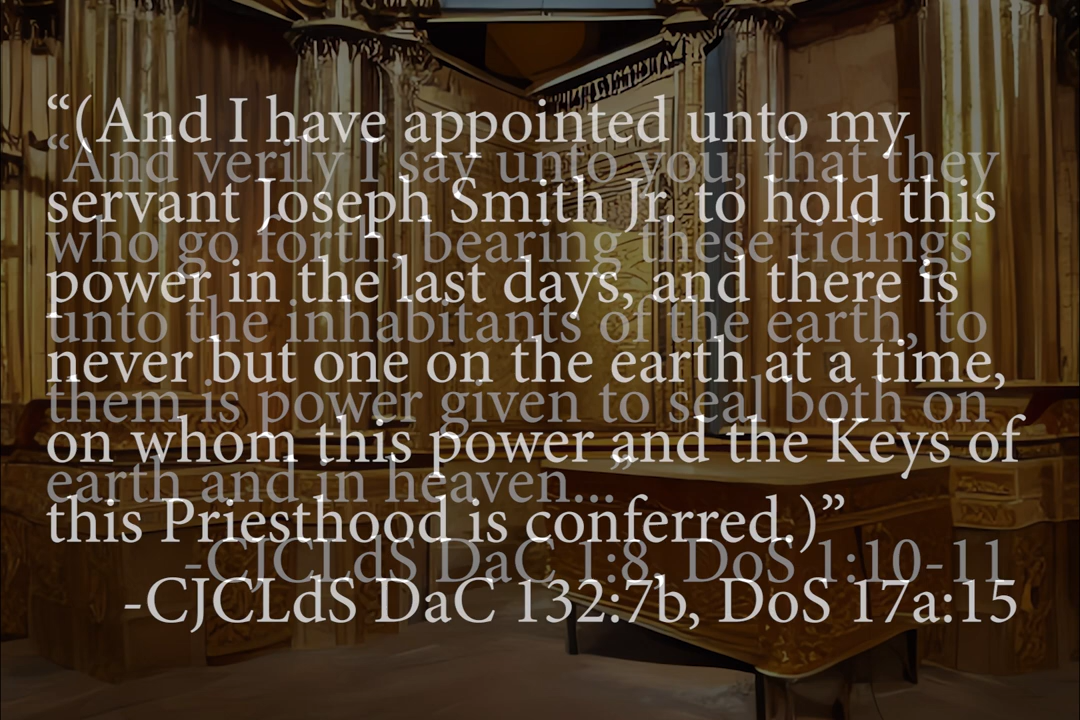 “(And I have appointed unto my
servant Joseph Smith Jr. to hold this
power in the last days, and there is
never but one on the earth at a time,
on whom this power and the Keys of
this Priesthood is conferred.)”
-CJCLdS DaC 132:7b, DoS 17a:15
“And verily I say unto you, that they
who go forth, bearing these tidings
unto the inhabitants of the earth, to
them is power given to seal both on
earth and in heaven...”
-CJCLdS DaC 1:8, DoS 1:10-11